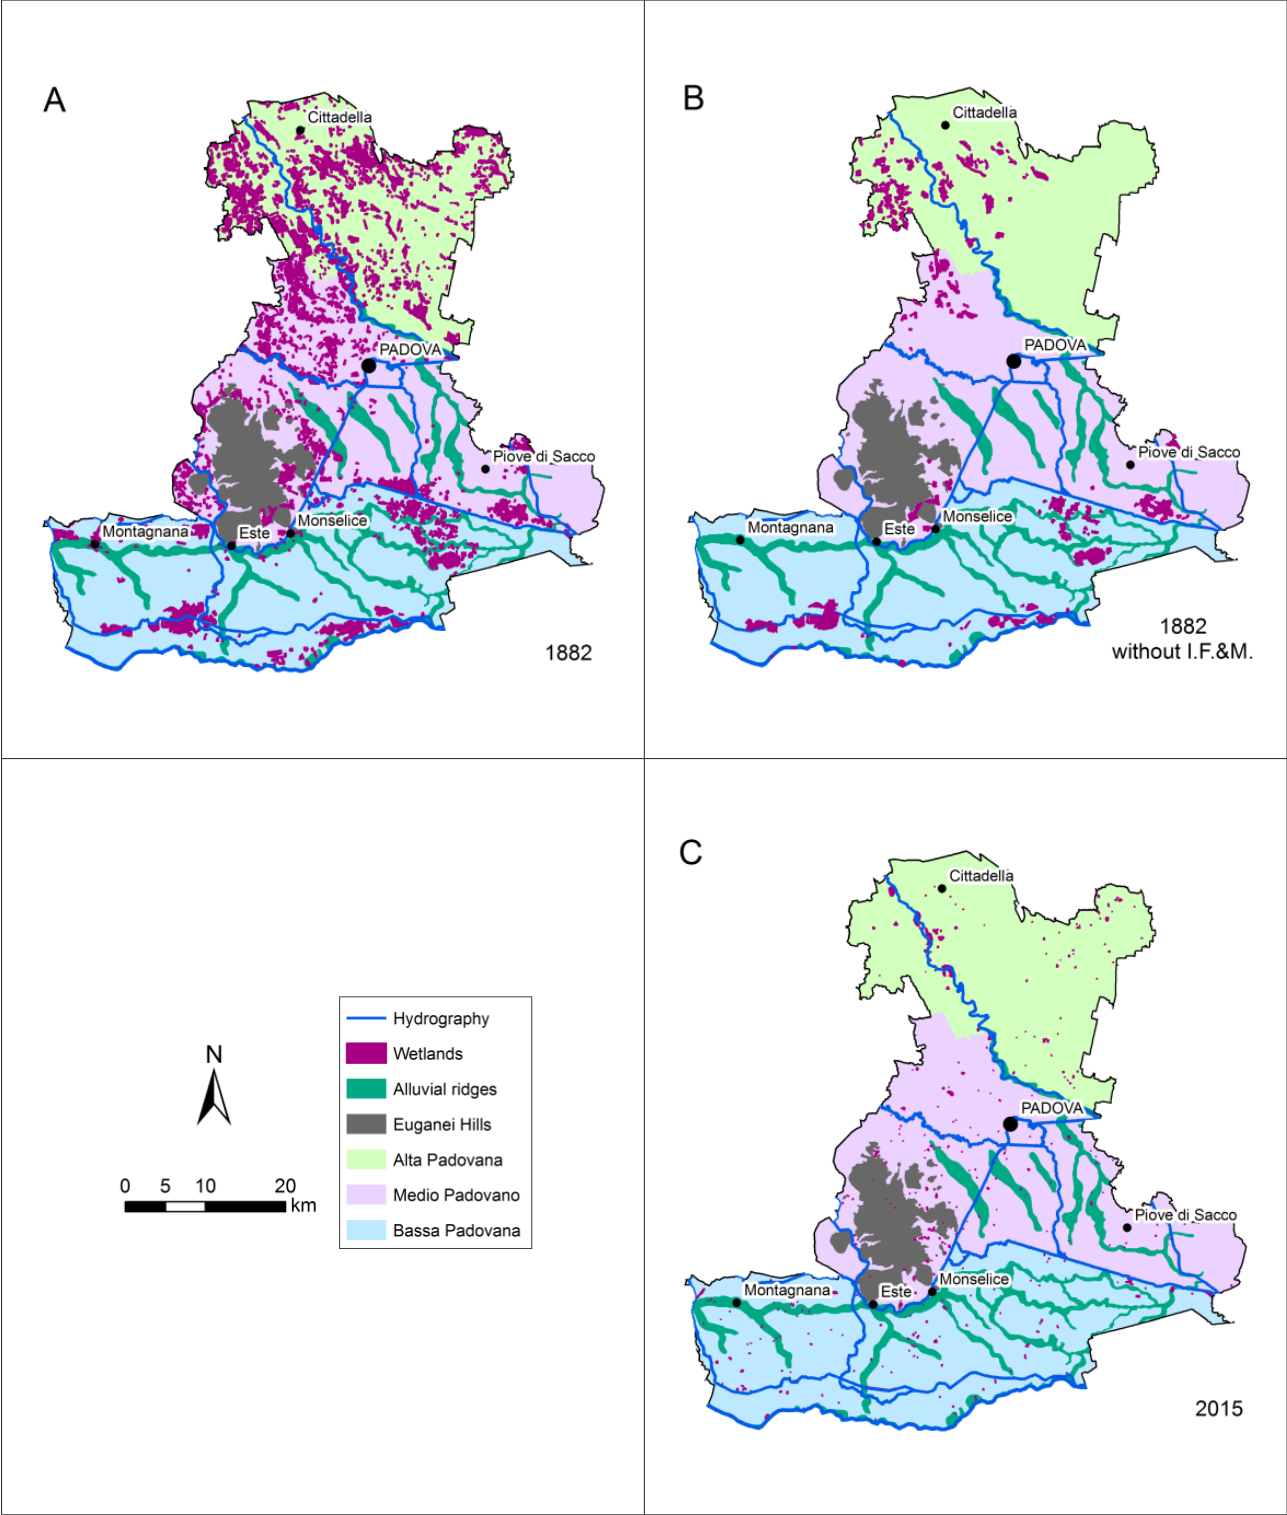 A
Cittadella
PADOVA
Piove di Sacco
Monselice
Montagnana
Este
1882
B
Cittadella
PADOVA
Piove di Sacco
Monselice
Montagnana
Este
1882
without I.F.&M.
N
0 5 10 20
km
Hydrography
Wetlands
Alluvial ridges
Euganei Hills
Alta Padovana
Medio Padovano
Bassa Padovana
C
Cittadella
PADOVA
Piove di Sacco
Monselice
Montagnana
Este
2015